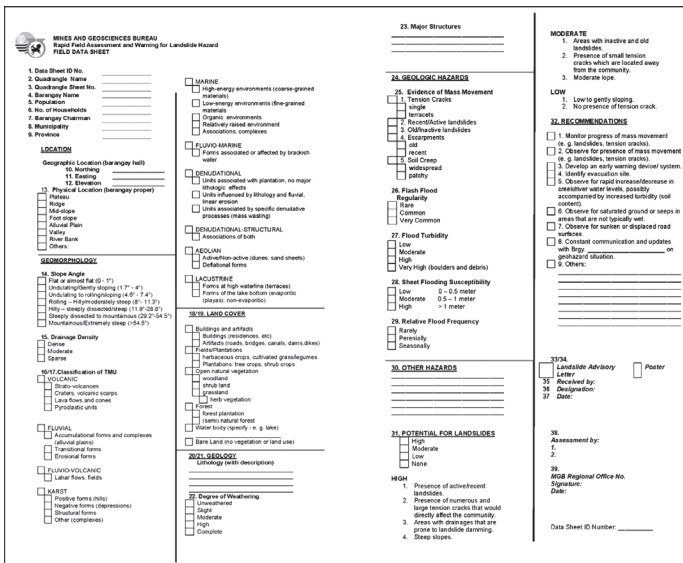 MINES AND GEOSCIENCES BUREAU
Rapid Field Assessment and Warning for Landslide Hazard
FIELD DATA SHEET
1. Data Sheet ID No.
2. Quadrangle Name
3. Quadrangle Sheet No.
4. Barangay Name
5. Population
6. No. of Households
7. Barangay Chairman
8. Municipality
9. Province
LOCATION
Geographic Location (barangay hall)
10. Northing
11. Easting
12. Elevation
13. Physical Location (barangay proper)
Plateau
Ridge
Mid-slope
Foot slope
Alluvial Plain
Valley
River Bank
Others:
GEOMORPHOLOGY
14. Slope Angle
Flat or almost flat (0 - 1°)
Undulating/Gently sloping (1.7° - 4°)
Undulating to rolling/sloping (4.6° - 7.4°)
Rolling – Hilly/moderately steep (8°- 11.3°)
Hilly – steeply dissected/steep (11.9°-26.8°)
Steeply dissected to mountainous (29.2°-54.5°)
Mountainous/Extremely steep (>54.5°)
15. Drainage Density
Dense
Moderate
Sparse
16/17.Classification of TMU
VOLCANIC
Strato-volcanoes
Craters, volcanic scarps
Lava flows and cones
Pyroclastic units
FLUVIAL
Accumulational forms and complexes
(alluvial plains)
Transitional forms
Erosional forms
FLUVIO-VOLCANIC
Lahar flows, fields
KARST
Positive forms (hills)
Negative forms (depressions)
Structural forms
Other (complexes)
MARINE
High-energy environments (coarse-grained
materials)
Low-energy environments (fine-grained
materials
Organic environments
Relatively raised environment
Associations, complexes
FLUVIO-MARINE
Forms associated or affected by brackish
water
DENUDATIONAL
Units associated with plantation, no major
lithologic effects
Units influenced by lithology and fluvial,
linear erosion
Units associated by specific denudative
processes (mass wasting)
DENUDATIONAL-STRUCTURAL
Associations of both
AEOLIAN
Active/Non-active (dunes; sand sheets)
Deflational forms
LACUSTRINE
Forms at high waterline (terraces)
Forms of the lake bottom (evaporitic
(playas); non-evaporitic)
18/19. LAND COVER
Buildings and artifacts
Buildings (residences, etc)
Artifacts (roads, bridges, canals, dams,dikes)
Fields/Plantations
herbaceous crops, cultivated grass/legumes
Plantations; tree crops, shrub crops
Open natural vegetation
woodland
shrub land
grassland
herb vegetation
Forest
forest plantation
(semi) natural forest
Water body (specify - e. g. lake)
Bare Land (no vegetation or land use)
20/21. GEOLOGY
Lithology (with description)
22. Degree of Weathering
Unweathered
Slight
Moderate
High
Complete
23. Major Structures
24. GEOLOGIC HAZARDS
25. Evidence of Mass Movement
1. Tension Cracks
single
terracets
2. Recent/Active landslides
3. Old/Inactive landslides
4. Escarpments
old
recent
5. Soil Creep
widespread
patchy
26. Flash Flood
Regularity
Rare
Common
Very Common
27. Flood Turbidity
Low
Moderate
High
Very High (boulders and debris)
28. Sheet Flooding Susceptibility
Low 0 – 0.5 meter
Moderate 0.5 – 1 meter
High > 1 meter
29. Relative Flood Frequency
Rarely
Perenially
Seasonally
30. OTHER HAZARDS
31. POTENTIAL FOR LANDSLIDES
High
Moderate
Low
None
HIGH
1. Presence of active/recent
landslides.
2. Presence of numerous and
large tension cracks that would
directly affect the community.
3. Areas with drainages that are
prone to landslide damming.
4. Steep slopes.
MODERATE
1. Areas with inactive and old
landslides.
2. Presence of small tension
cracks which are located away
from the community.
3. Moderate lope.
LOW
1. Low to gently sloping.
2. No presence of tension crack.
32. RECOMMENDATIONS
1. Monitor progress of mass movement
(e. g. landslides, tension cracks).
2. Observe for presence of mass movement
(e. g. landslides, tension cracks).
3. Develop an early warning device/ system.
4. Identify evacuation site.
5. Observe for rapid increase/decrease in
creek/river water levels, possibly
accompanied by increased turbidity (soil
content).
6. Observe for saturated ground or seeps in
areas that are not typically wet.
7. Observe for sunken or displaced road
surfaces.
8. Constant communication and updates
with Brgy. on
geohazard situation.
9. Others:
33/34.
Landslide Advisory Poster
Letter
35 Received by:
36 Designation:
37 Date:
38.
Assessment by:
1.
2.
39.
MGB Regional Office No.
Signature:
Date:
Data Sheet ID Number: